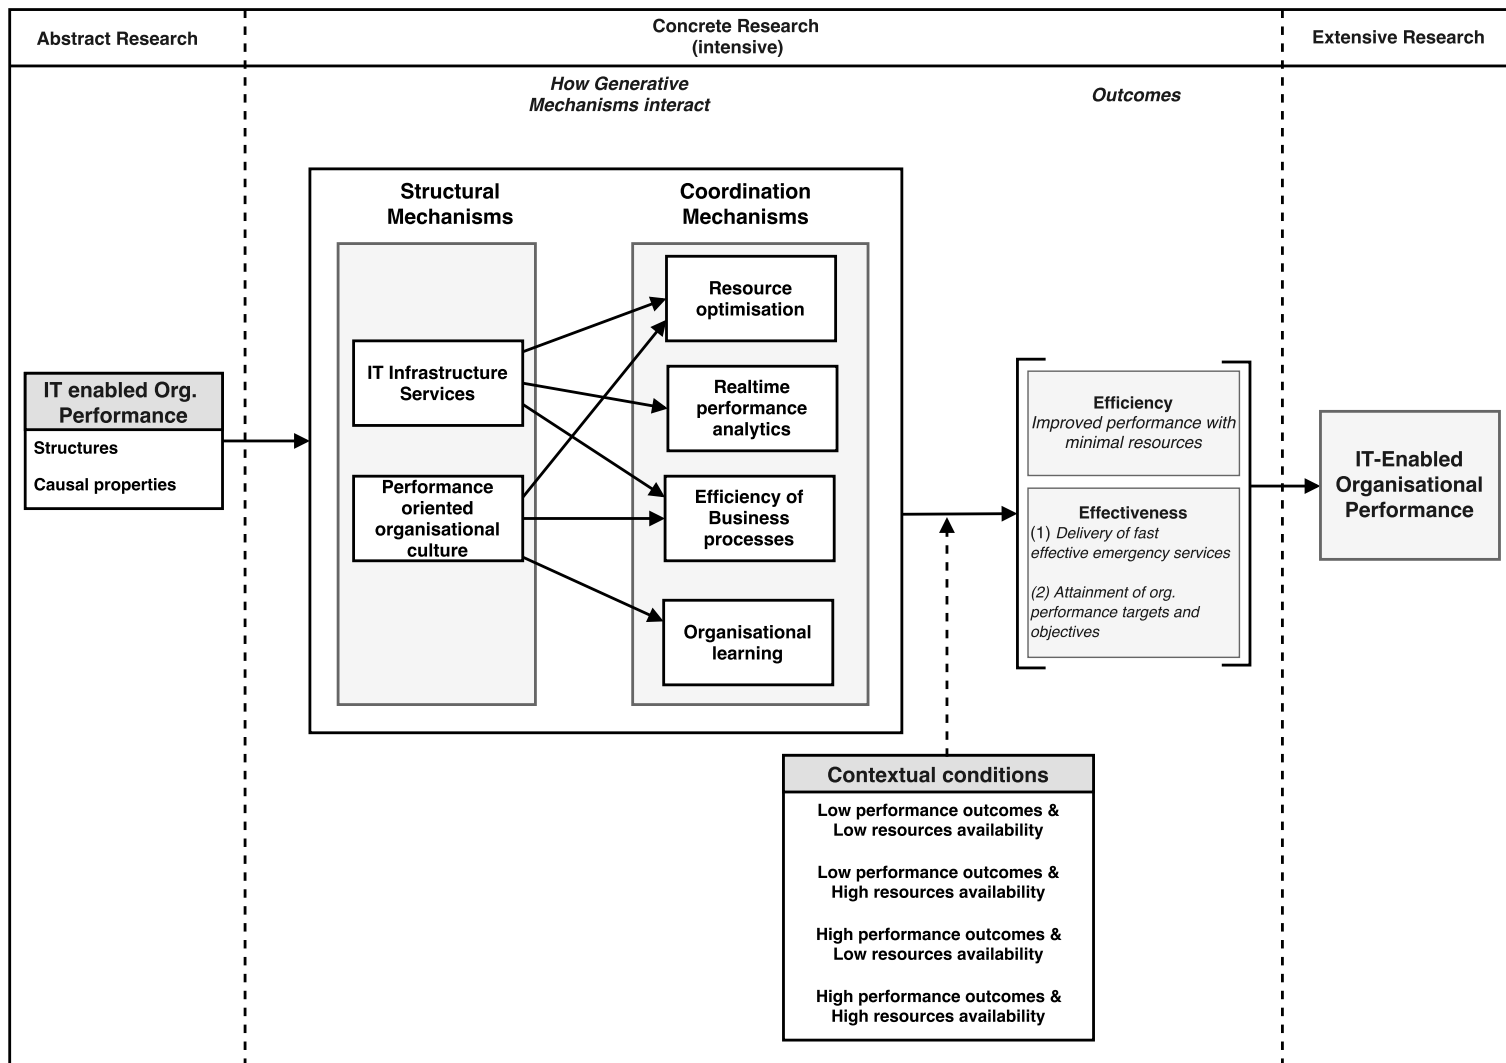 Abstract Research
Concrete Research
(intensive)
Extensive Research
How Generative
Mechanisms interact
Outcomes
Structural
Mechanisms
Coordination
Mechanisms
IT enabled Org.
Performance
Structures
Causal properties
IT Infrastructure
Services
Performance
oriented
organisational
culture
Resource
optimisation
Realtime
performance
analytics
Efficiency of
Business
processes
Organisational
learning
Efficiency
Improved performance with
minimal resources
Effectiveness
(1) Delivery of fast
effective emergency services
(2) Attainment of org.
performance targets and
objectives
IT-Enabled
Organisational
Performance
Contextual conditions
Low performance outcomes &
Low resources availability
Low performance outcomes &
High resources availability
High performance outcomes &
Low resources availability
High performance outcomes &
High resources availability